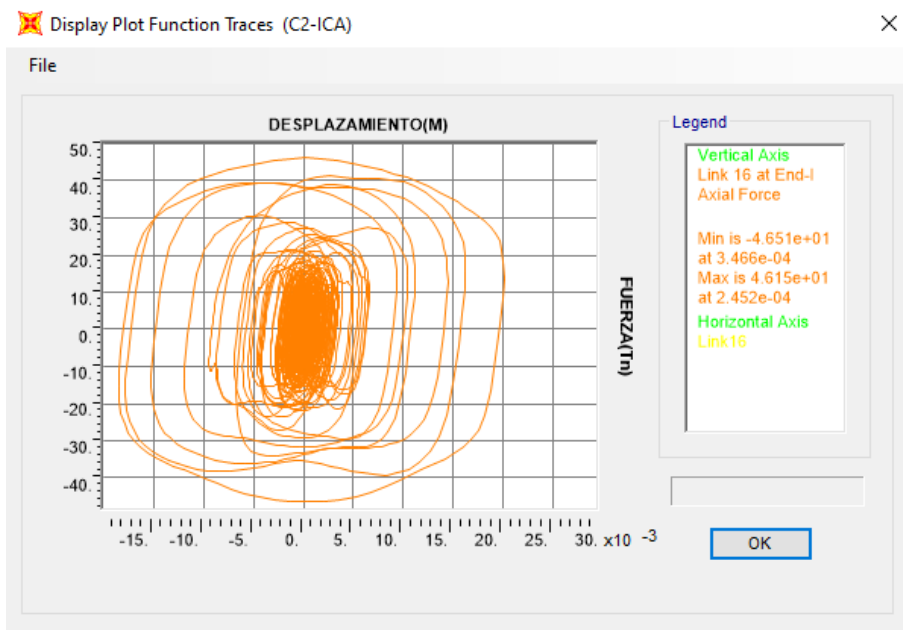 Display Plot Function Traces (C2-ICA)
File
DESPLAZAMIENTO(M)
50.
40.
30.
20.
10.
0.
-10.
-20.
-30.
-40.
-15. -10. -5. 0. 5. 10. 15. 20. 25. 30. x10 -3
FUERZA(Tn)
Legend
Vertical Axis
Link 16 at End-I
Axial Force
Min is -4.651e+01
at 3.466e-04
Max is 4.615e+01
at 2.452e-04
Horizontal Axis
Link16
OK